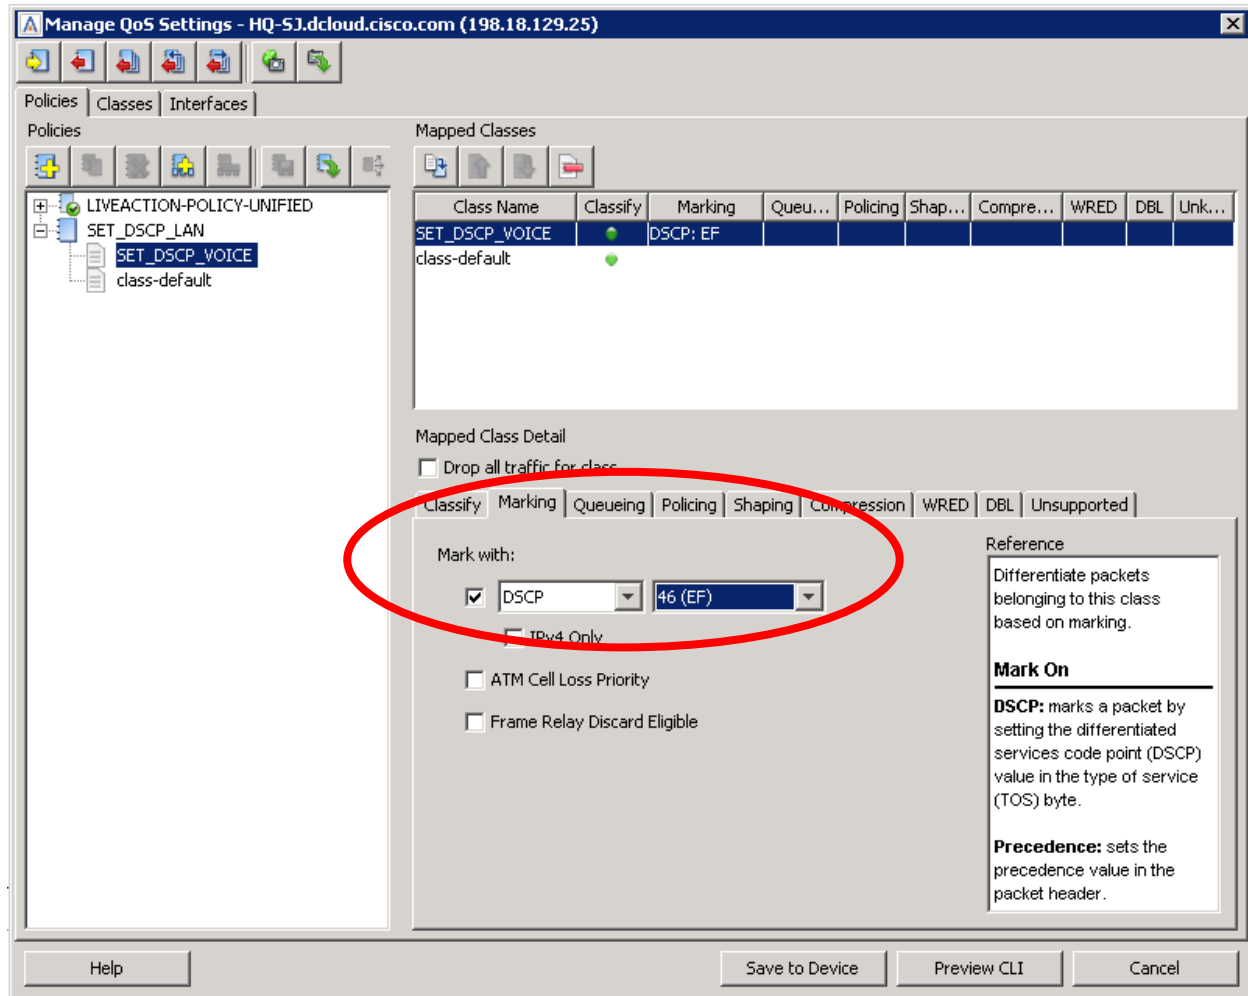 Manage QoS Settings - HQ-SJ.dcloud.cisco.com (198.18.129.25)
Policies Classes Interfaces
Policies
LIVEACTION-POLICY-UNIFIED
SET_DSCP_LAN
SET_DSCP_VOICE
class-default
Mapped Classes
Class Name Classify Marking Queu... Policing Shap... Compre... WRED DBL Unk...
SET_DSCP_VOICE DSCP: EF
class-default
Mapped Class Detail
Drop all traffic for class
Classify Marking Queueing Policing Shaping Compression WRED DBL Unsupported
Mark with:
DSCP 46 (EF)
IPv4 Only
ATM Cell Loss Priority
Frame Relay Discard Eligible
Reference
Differentiate packets
belonging to this class
based on marking.
Mark On
DSCP: marks a packet by
setting the differentiated
services code point (DSCP)
value in the type of service
(TOS) byte.
Precedence: sets the
precedence value in the
packet header.
Help Save to Device Preview CLI Cancel